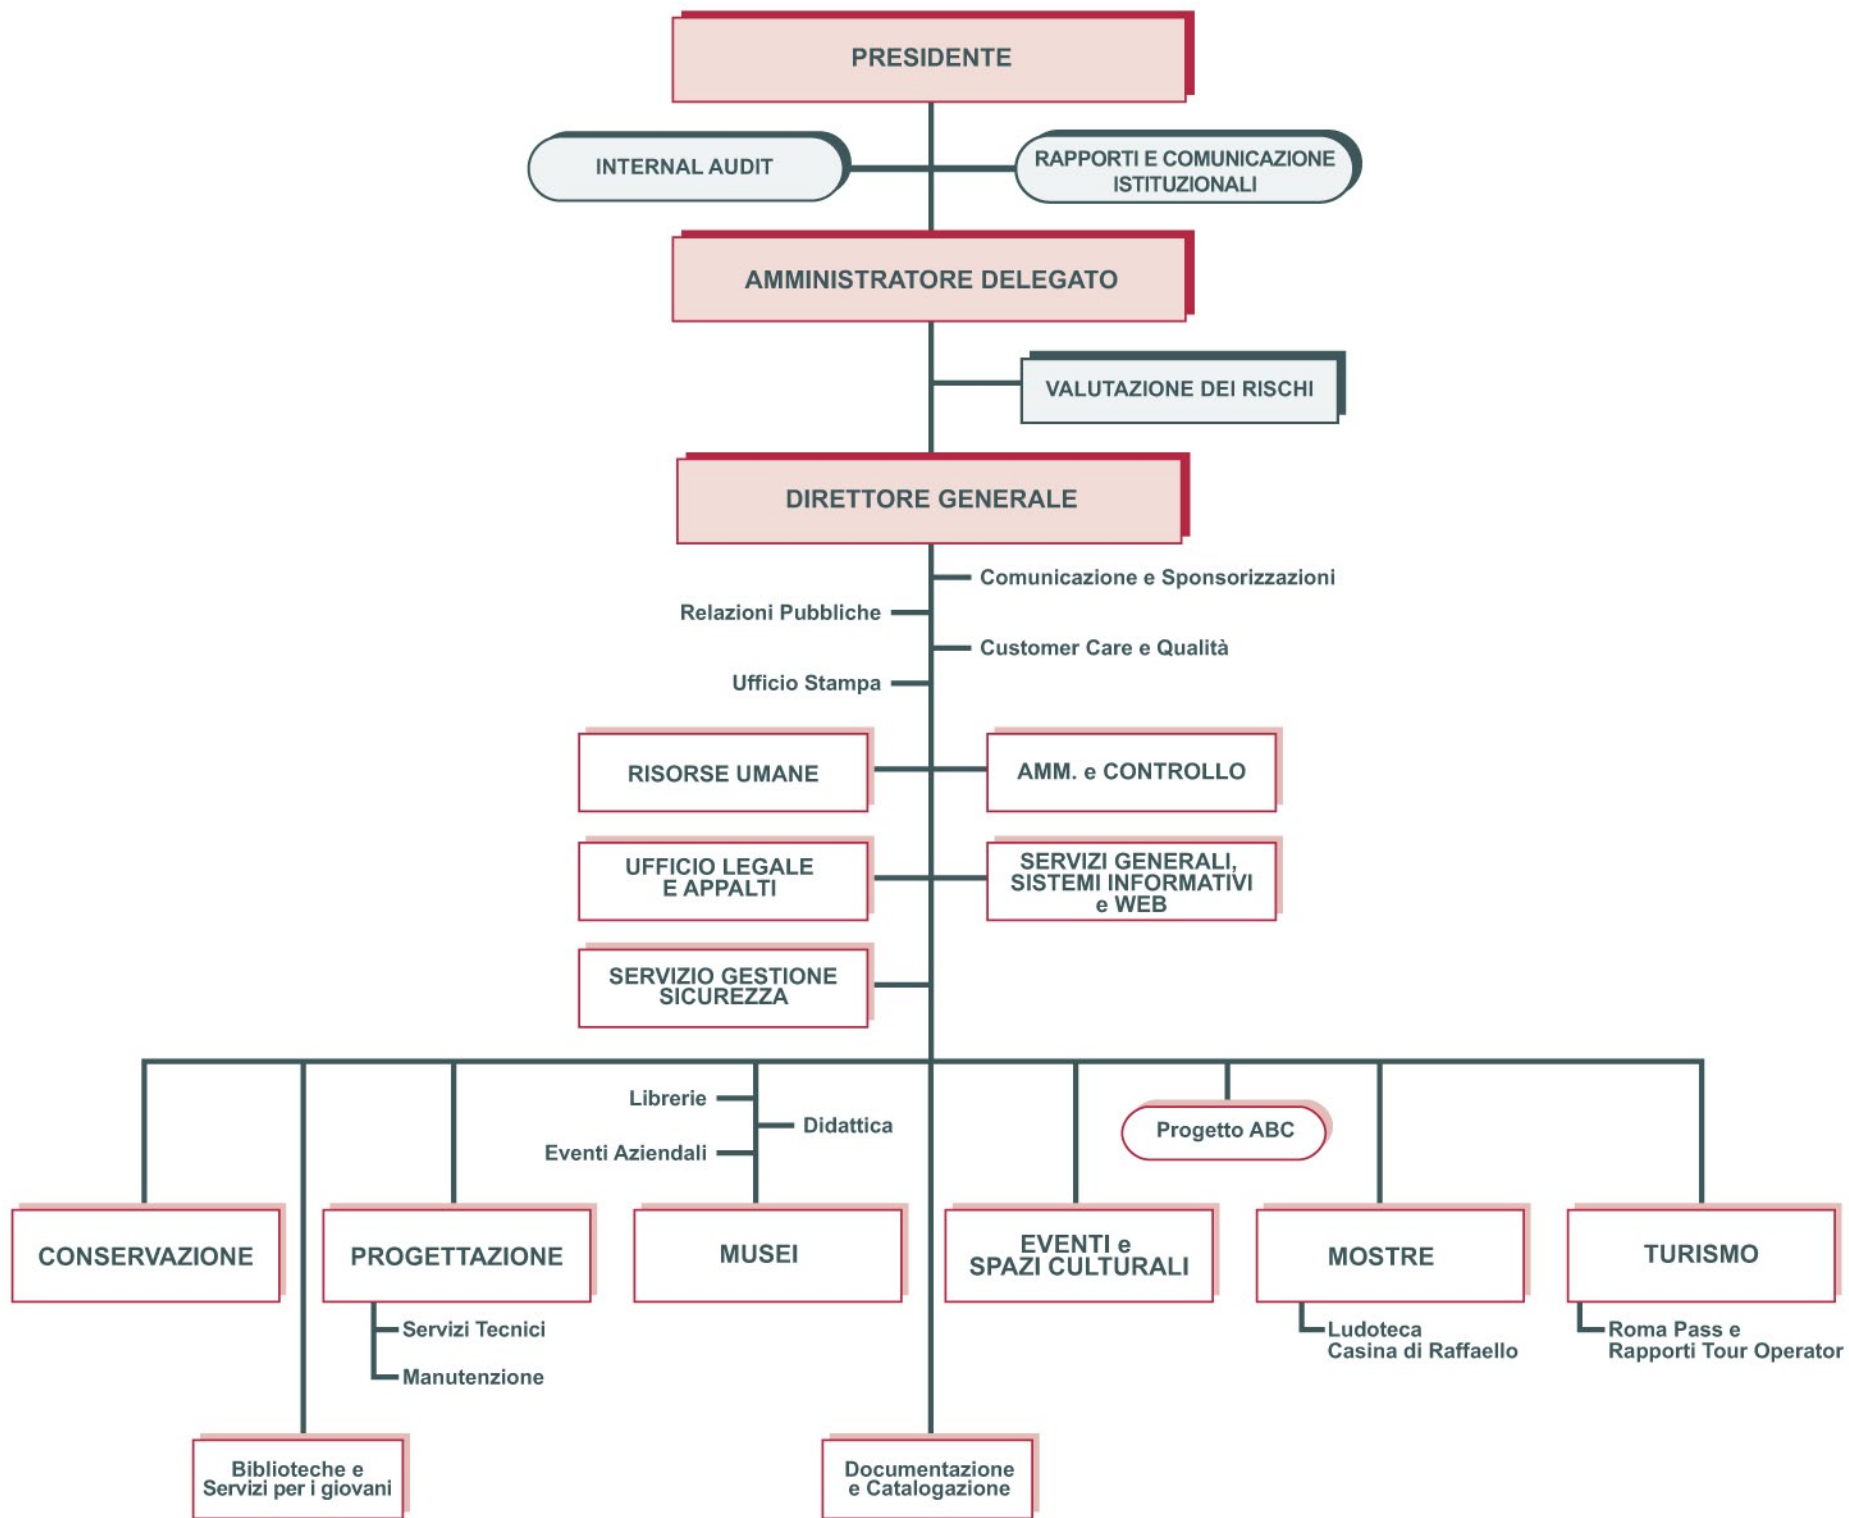 PRESIDENTE
INTERNAL AUDIT
RAPPORTI E COMUNICAZIONE
ISTITUZIONALI
AMMINISTRATORE DELEGATO
VALUTAZIONE DEI RISCHI
DIRETTORE GENERALE
Comunicazione e Sponsorizzazioni
Relazioni Pubbliche
Customer Care e Qualità
Ufficio Stampa
RISORSE UMANE
AMM. e CONTROLLO
UFFICIO LEGALE
E APPALTI
SERVIZI GENERALI,
SISTEMI INFORMATIVI
e WEB
SERVIZIO GESTIONE
SICUREZZA
Librerie
Didattica
Eventi Aziendali
Progetto ABC
CONSERVAZIONE
PROGETTAZIONE
MUSEI
EVENTI e
SPAZI CULTURALI
MOSTRE
TURISMO
Servizi Tecnici
Manutenzione
Ludoteca
Casina di Raffaello
Roma Pass e
Rapporti Tour Operator
Biblioteche e
Servizi per i giovani
Documentazione
e Catalogazione